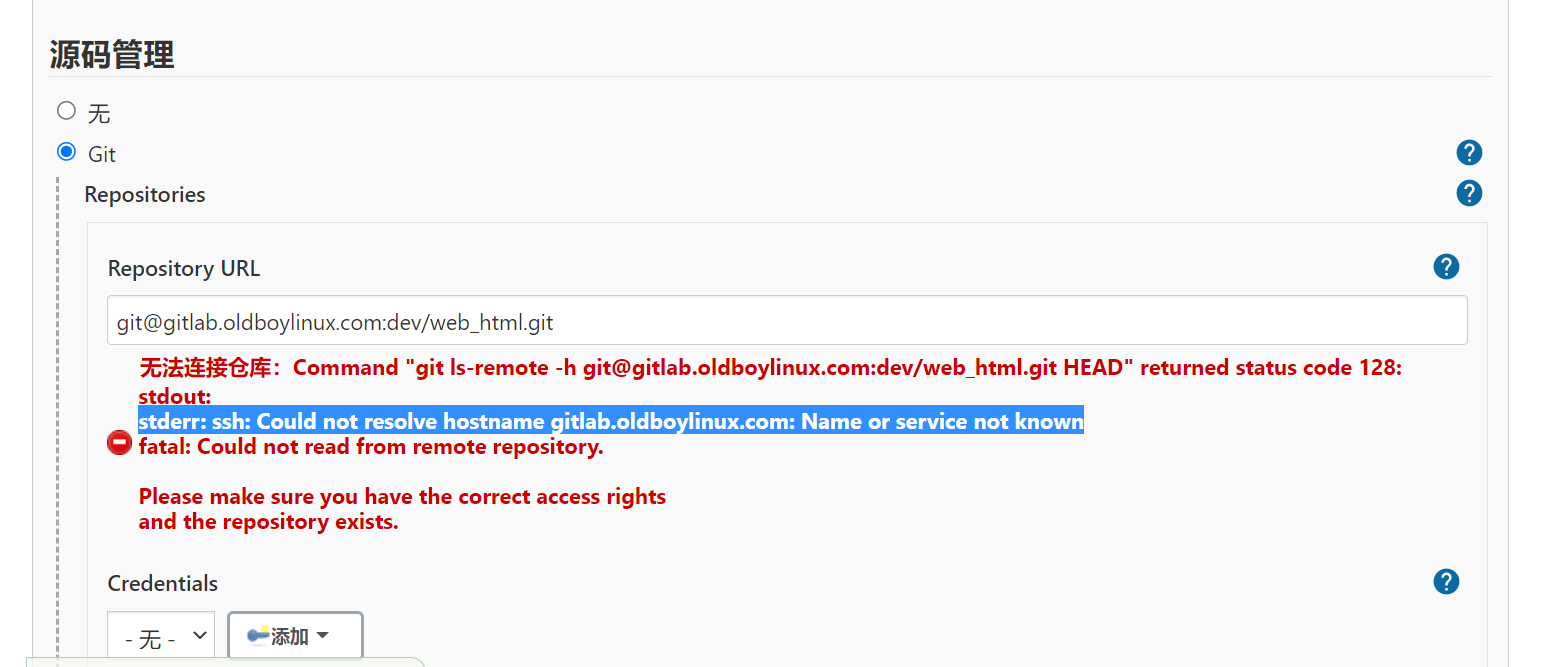 源码管理
无
Git
Repositories
Repository URL
git@gitlab.oldboylinux.com:dev/web_html.git
无法连接仓库：Command "git ls-remote -h git@gitlab.oldboylinux.com:dev/web_html.git HEAD" returned status code 128:
stdout:
stderr: ssh: Could not resolve hostname gitlab.oldboylinux.com: Name or service not known
fatal: Could not read from remote repository.
Please make sure you have the correct access rights
and the repository exists.
Credentials
- 无 - 添加